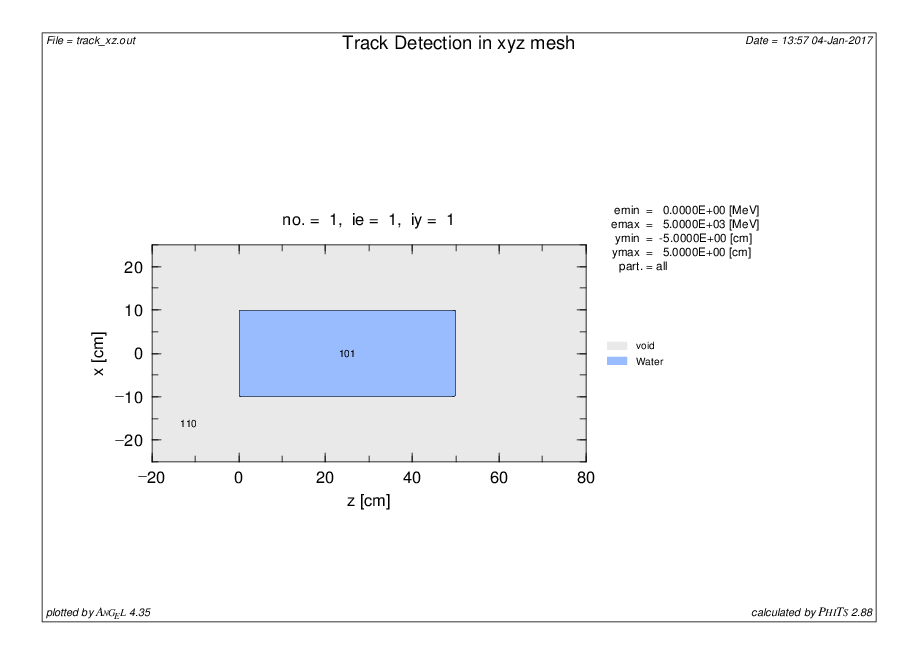 File = track_xz.out
Track Detection in xyz mesh
Date = 13:57 04-Jan-2017
no. = 1, ie = 1, iy = 1
emin = 0.0000E+00 [MeV]
emax = 5.0000E+03 [MeV]
ymin = -5.0000E+00 [cm]
ymax = 5.0000E+00 [cm]
part. = all
20
10
0
−10
−20
x [cm]
101
110
void
Water
−20 0 20 40 60 80
z [cm]
plotted by ANGEL 4.35
calculated by PHITS 2.88